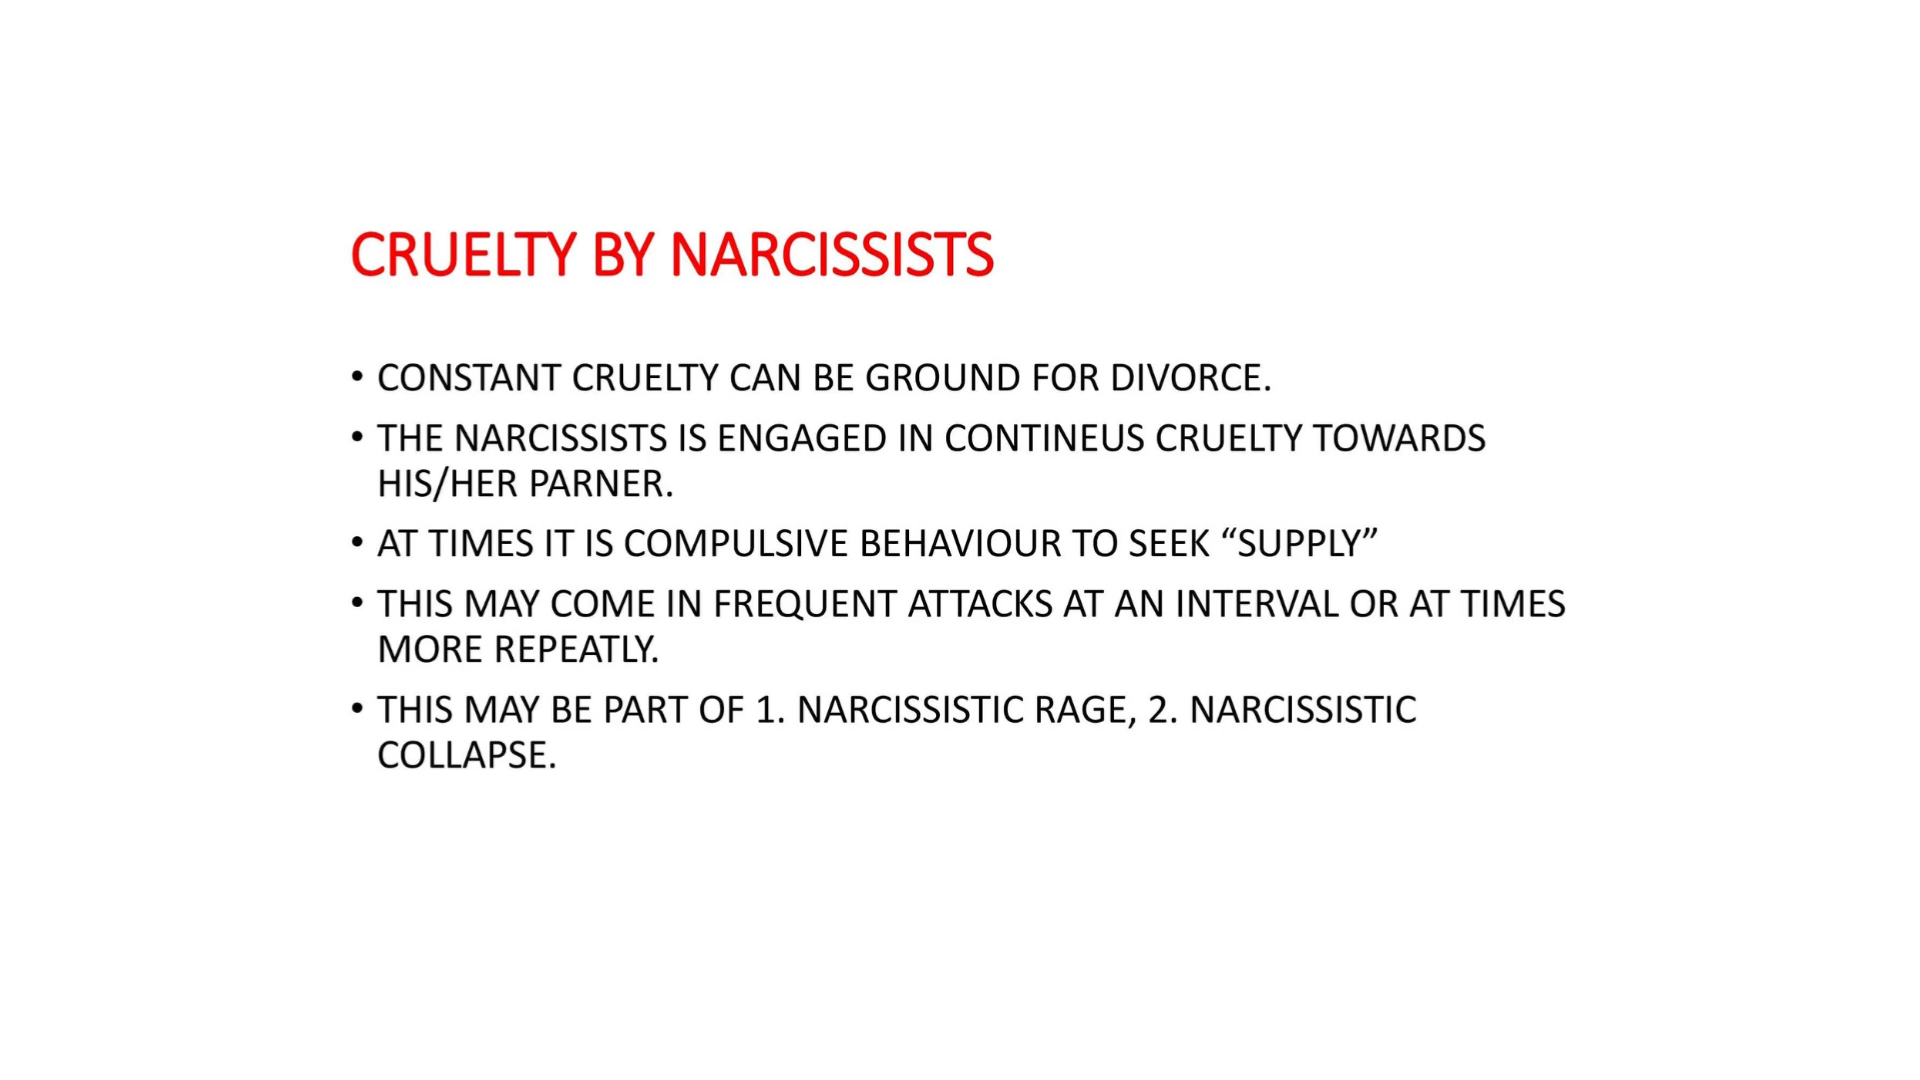 CRUELTY BY NARCISSISTS
• CONSTANT CRUELTY CAN BE GROUND FOR DIVORCE.
• THE NARCISSISTS IS ENGAGED IN CONTINEUS CRUELTY TOWARDS
HIS/HER PARNER.
• AT TIMES IT IS COMPULSIVE BEHAVIOUR TO SEEK “SUPPLY”
• THIS MAY COME IN FREQUENT ATTACKS AT AN INTERVAL OR AT TIMES
MORE REPEATLY.
• THIS MAY BE PART OF 1. NARCISSISTIC RAGE, 2. NARCISSISTIC
COLLAPSE.